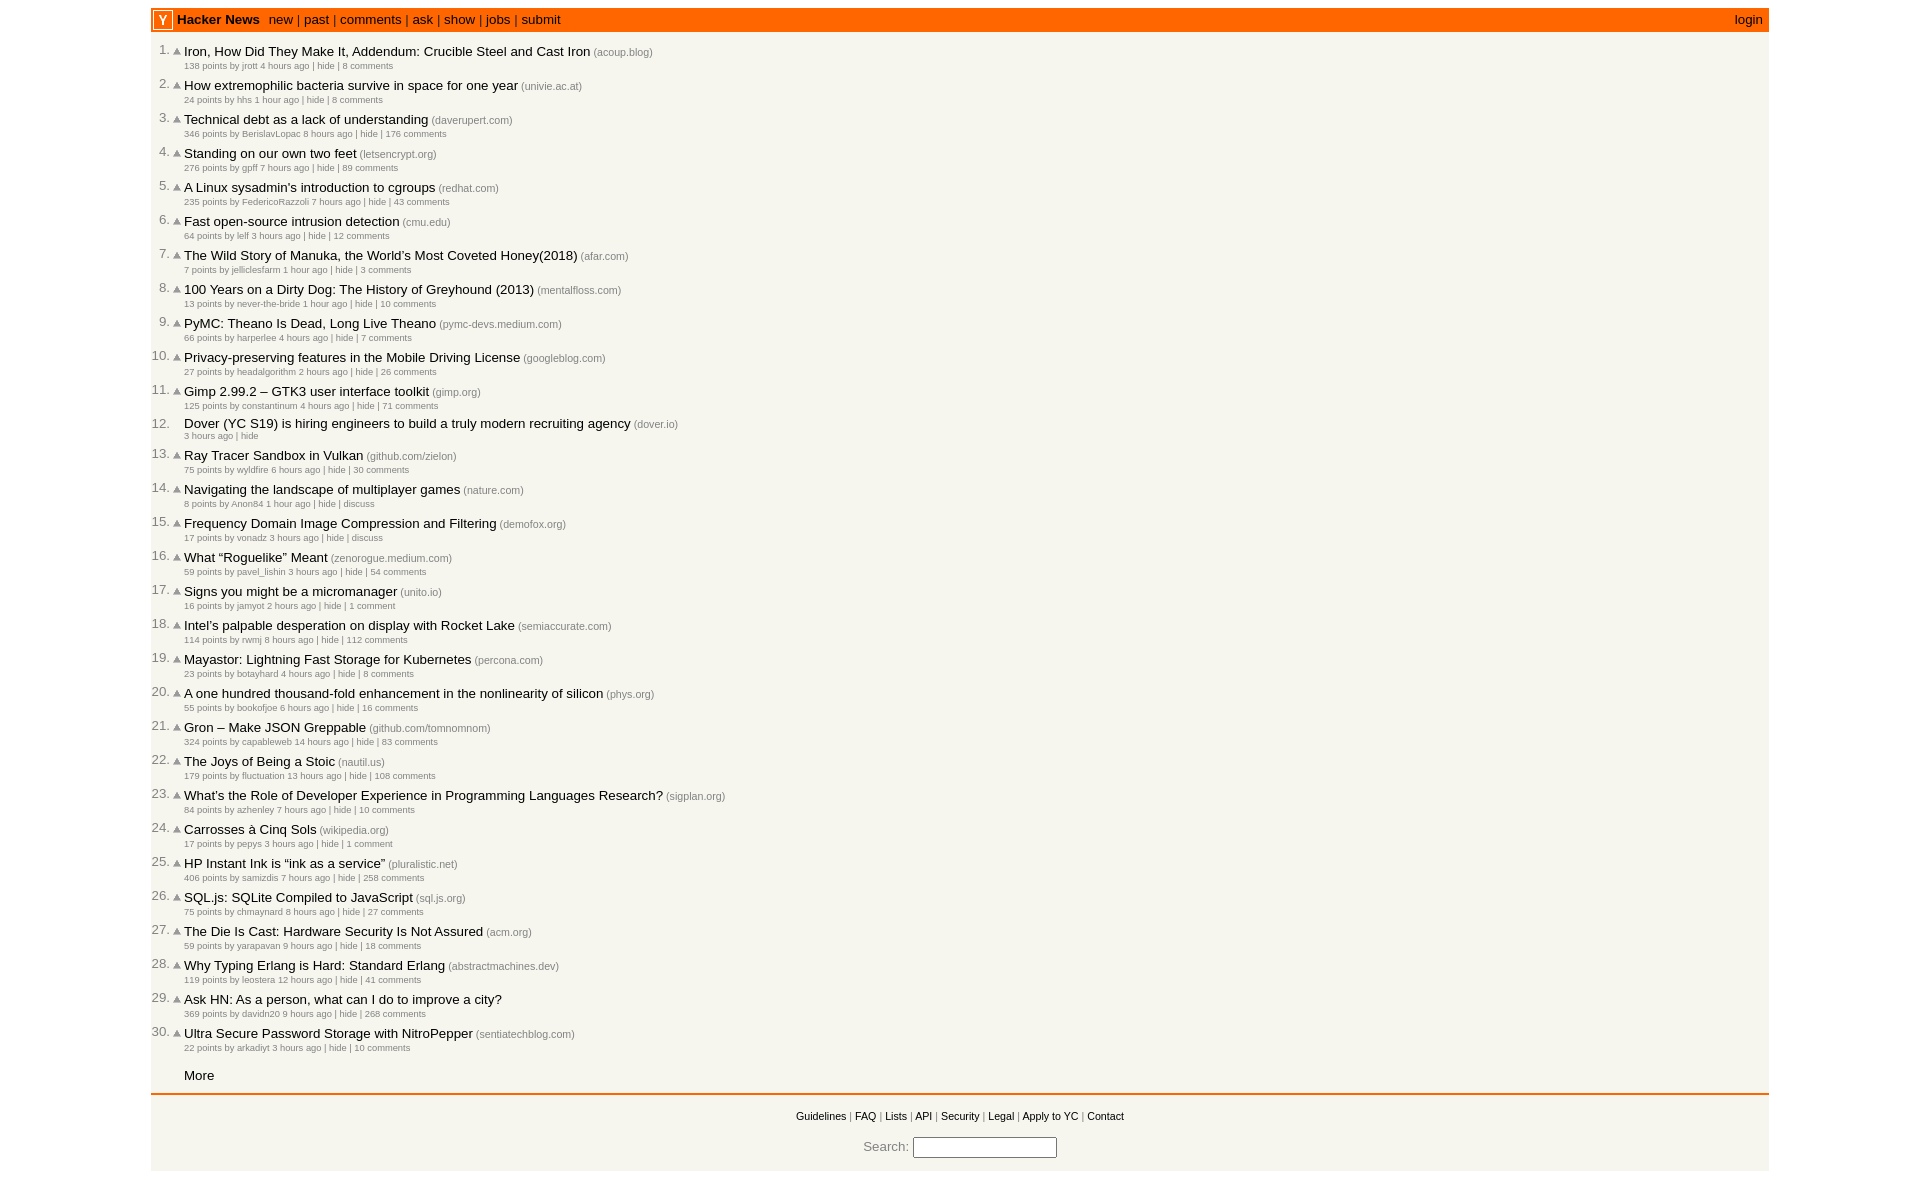 Y Hacker News new | past | comments | ask | show | jobs | submit login
1. Iron, How Did They Make It, Addendum: Crucible Steel and Cast Iron (acoup.blog)
138 points by jrott 4 hours ago | hide | 8 comments
2. How extremophilic bacteria survive in space for one year (univie.ac.at)
24 points by hhs 1 hour ago | hide | 8 comments
3. Technical debt as a lack of understanding (daverupert.com)
346 points by BerislavLopac 8 hours ago | hide | 176 comments
4. Standing on our own two feet (letsencrypt.org)
276 points by gpff 7 hours ago | hide | 89 comments
5. A Linux sysadmin's introduction to cgroups (redhat.com)
235 points by FedericoRazzoli 7 hours ago | hide | 43 comments
6. Fast open-source intrusion detection (cmu.edu)
64 points by lelf 3 hours ago | hide | 12 comments
7. The Wild Story of Manuka, the World’s Most Coveted Honey(2018) (afar.com)
7 points by jelliclesfarm 1 hour ago | hide | 3 comments
8. 100 Years on a Dirty Dog: The History of Greyhound (2013) (mentalfloss.com)
13 points by never-the-bride 1 hour ago | hide | 10 comments
9. PyMC: Theano Is Dead, Long Live Theano (pymc-devs.medium.com)
66 points by harperlee 4 hours ago | hide | 7 comments
10. Privacy-preserving features in the Mobile Driving License (googleblog.com)
27 points by headalgorithm 2 hours ago | hide | 26 comments
11. Gimp 2.99.2 – GTK3 user interface toolkit (gimp.org)
125 points by constantinum 4 hours ago | hide | 71 comments
12. Dover (YC S19) is hiring engineers to build a truly modern recruiting agency (dover.io)
3 hours ago | hide
13. Ray Tracer Sandbox in Vulkan (github.com/zielon)
75 points by wyldfire 6 hours ago | hide | 30 comments
14. Navigating the landscape of multiplayer games (nature.com)
8 points by Anon84 1 hour ago | hide | discuss
15. Frequency Domain Image Compression and Filtering (demofox.org)
17 points by vonadz 3 hours ago | hide | discuss
16. What “Roguelike” Meant (zenorogue.medium.com)
59 points by pavel_lishin 3 hours ago | hide | 54 comments
17. Signs you might be a micromanager (unito.io)
16 points by jamyot 2 hours ago | hide | 1 comment
18. Intel’s palpable desperation on display with Rocket Lake (semiaccurate.com)
114 points by rwmj 8 hours ago | hide | 112 comments
19. Mayastor: Lightning Fast Storage for Kubernetes (percona.com)
23 points by botayhard 4 hours ago | hide | 8 comments
20. A one hundred thousand-fold enhancement in the nonlinearity of silicon (phys.org)
55 points by bookofjoe 6 hours ago | hide | 16 comments
21. Gron – Make JSON Greppable (github.com/tomnomnom)
324 points by capableweb 14 hours ago | hide | 83 comments
22. The Joys of Being a Stoic (nautil.us)
179 points by fluctuation 13 hours ago | hide | 108 comments
23. What’s the Role of Developer Experience in Programming Languages Research? (sigplan.org)
84 points by azhenley 7 hours ago | hide | 10 comments
24. Carrosses à Cinq Sols (wikipedia.org)
17 points by pepys 3 hours ago | hide | 1 comment
25. HP Instant Ink is “ink as a service” (pluralistic.net)
406 points by samizdis 7 hours ago | hide | 258 comments
26. SQL.js: SQLite Compiled to JavaScript (sql.js.org)
75 points by chmaynard 8 hours ago | hide | 27 comments
27. The Die Is Cast: Hardware Security Is Not Assured (acm.org)
59 points by yarapavan 9 hours ago | hide | 18 comments
28. Why Typing Erlang is Hard: Standard Erlang (abstractmachines.dev)
119 points by leostera 12 hours ago | hide | 41 comments
29. Ask HN: As a person, what can I do to improve a city?
369 points by davidn20 9 hours ago | hide | 268 comments
30. Ultra Secure Password Storage with NitroPepper (sentiatechblog.com)
22 points by arkadiyt 3 hours ago | hide | 10 comments
More
Guidelines | FAQ | Lists | API | Security | Legal | Apply to YC | Contact
Search: